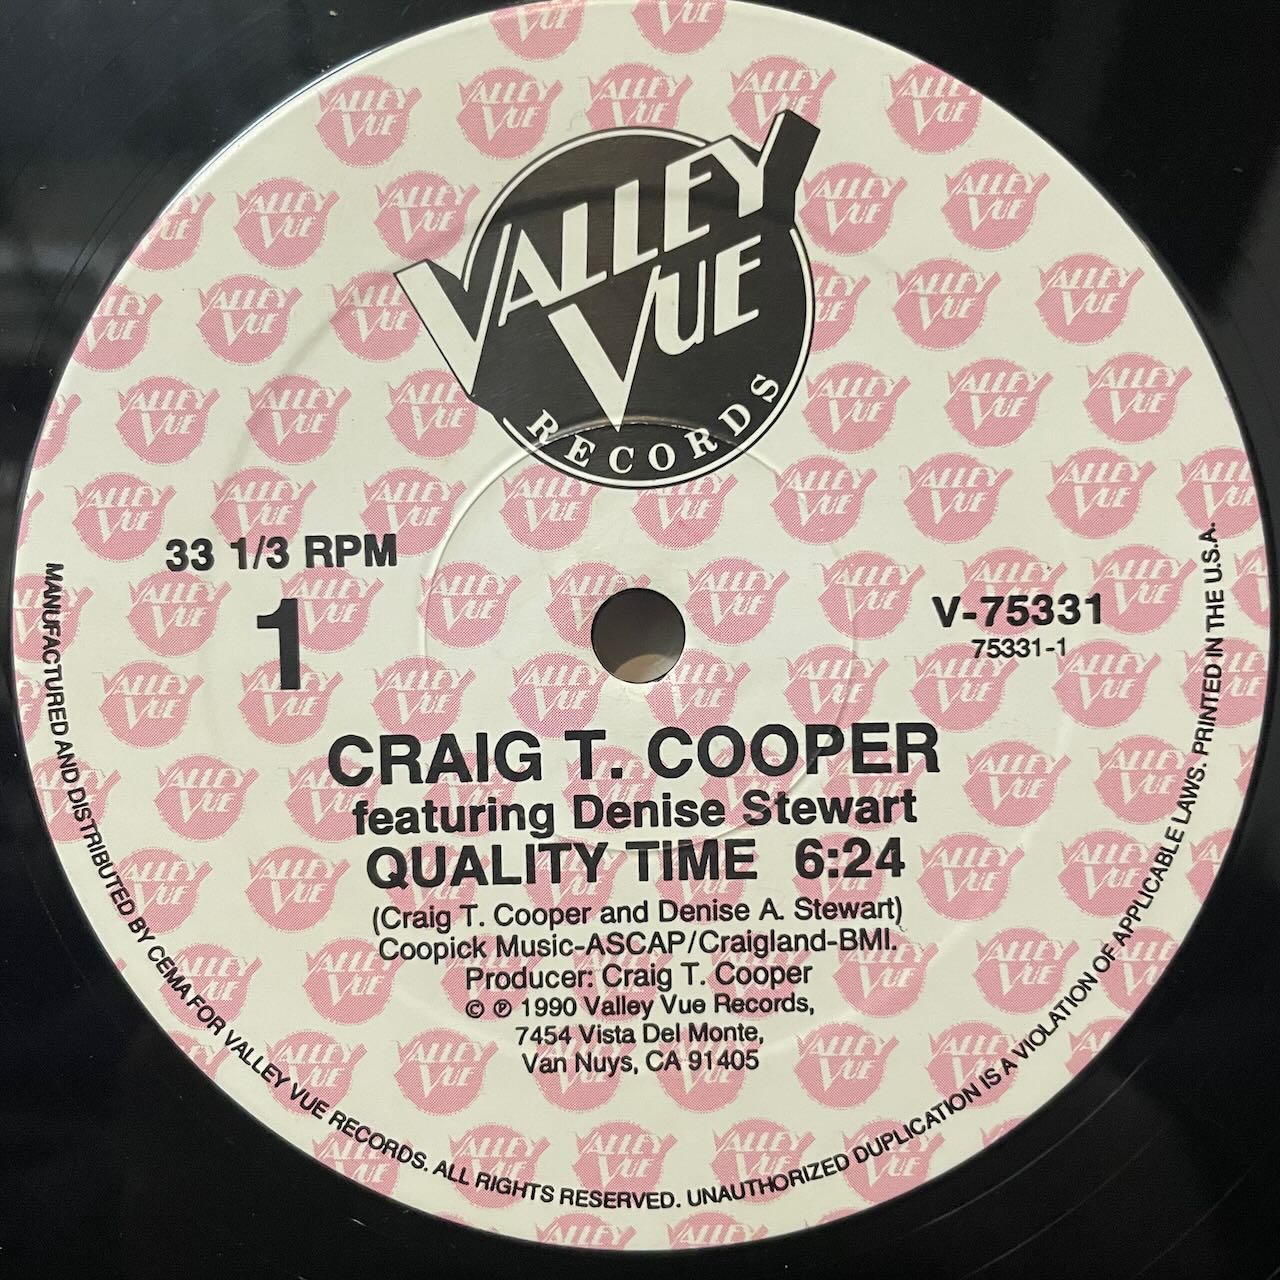 VALLEY
VUE
RECORDS
33 1/3 RPM
1
V-75331
75331-1
CRAIG T. COOPER
featuring Denise Stewart
QUALITY TIME 6:24
(Craig T. Cooper and Denise A. Stewart)
Coopick Music-ASCAP/Craigland-BMI.
Producer: Craig T. Cooper
© ℗ 1990 Valley Vue Records,
7454 Vista Del Monte,
Van Nuys, CA 91405
MANUFACTURED AND DISTRIBUTED BY CEMA FOR VALLEY VUE RECORDS. ALL RIGHTS RESERVED. UNAUTHORIZED DUPLICATION IS A VIOLATION OF APPLICABLE LAWS. PRINTED IN THE U.S.A.